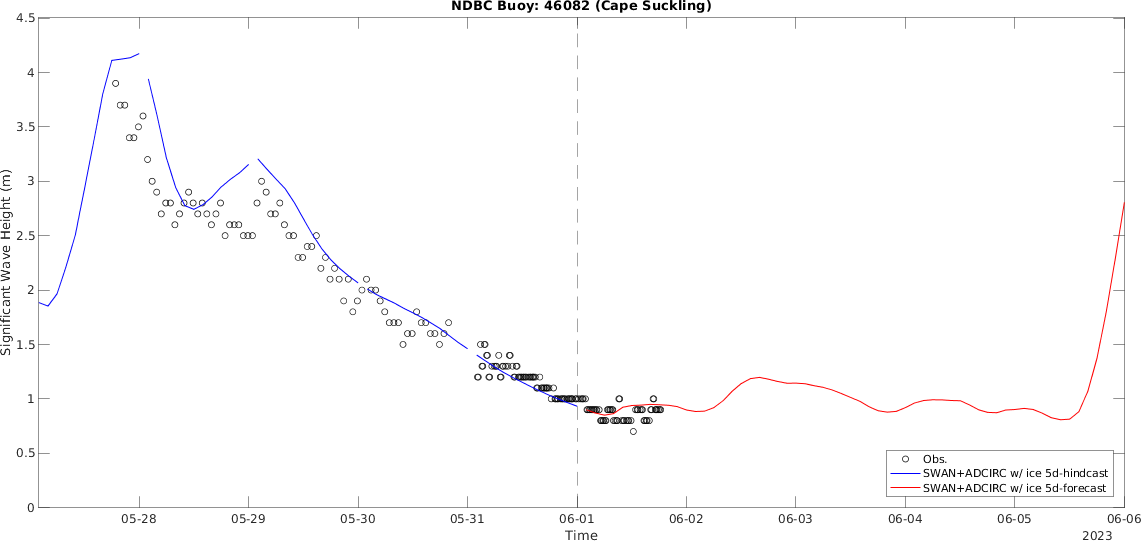 NDBC Buoy: 46082 (Cape Suckling)
4.5
4
3.5
3
2.5
2
1.5
1
0.5
0
Significant Wave Height (m)
Obs.
SWAN+ADCIRC w/ ice 5d-hindcast
SWAN+ADCIRC w/ ice 5d-forecast
05-28 05-29 05-30 05-31 06-01 06-02 06-03 06-04 06-05 06-06
Time
2023